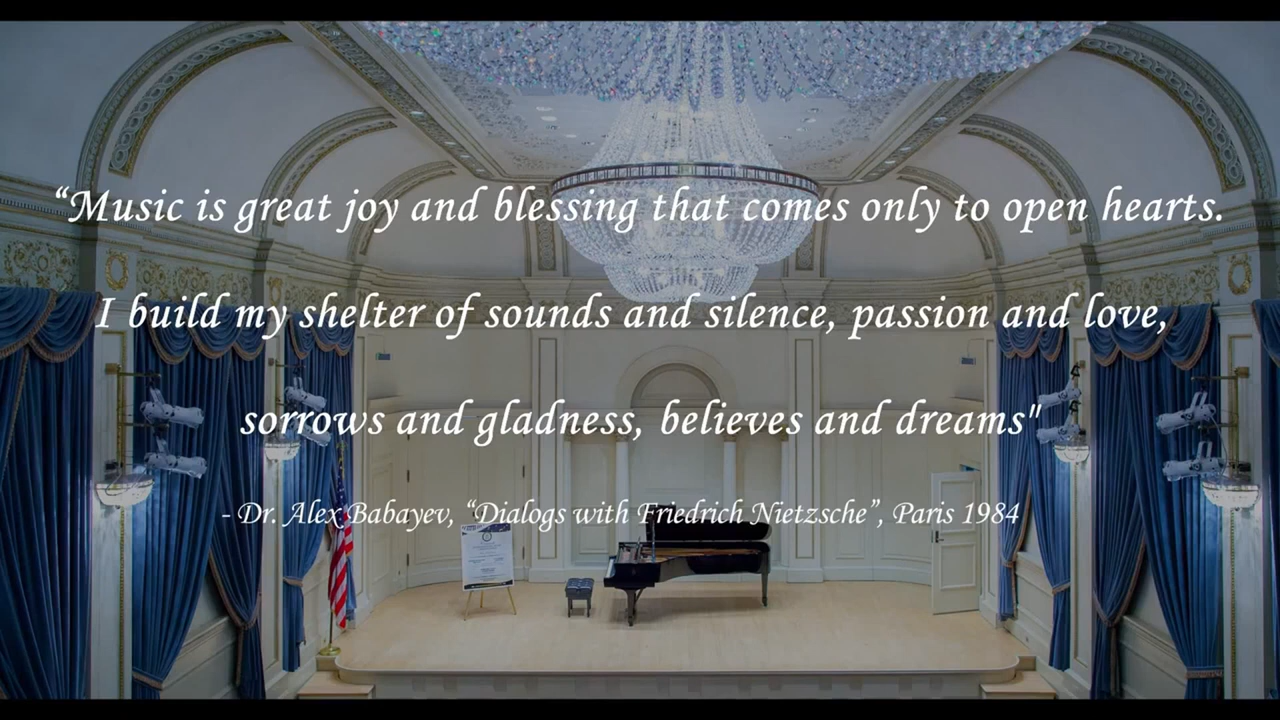 “Music is great joy and blessing that comes only to open hearts.
I build my shelter of sounds and silence, passion and love,
sorrows and gladness, believes and dreams"
- Dr. Alex Babayev, “Dialogs with Friedrich Nietzsche”, Paris 1984